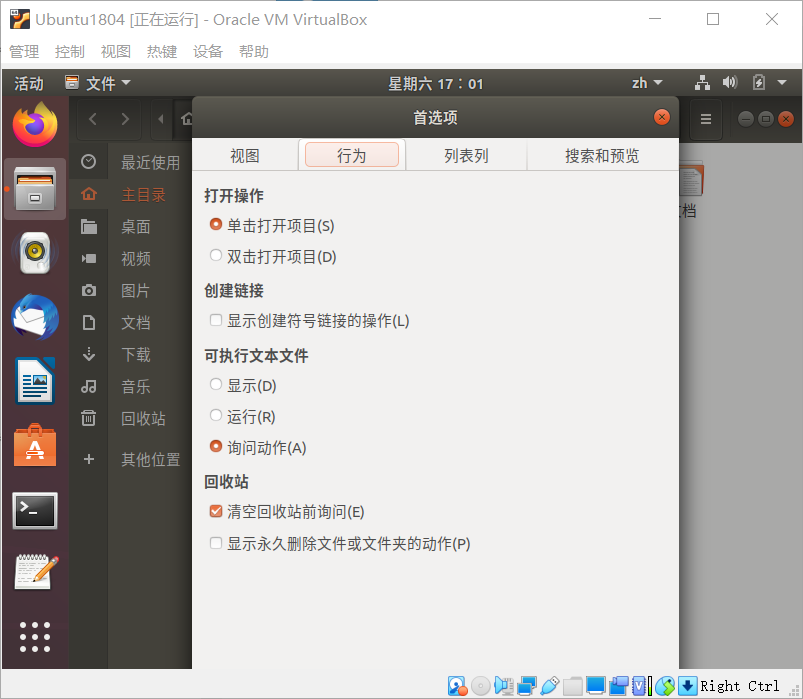 Ubuntu1804 [正在运行] - Oracle VM VirtualBox
管理 控制 视图 热键 设备 帮助
活动 文件 星期六 17：01 zh
首选项
视图 行为 列表列 搜索和预览
最近使用
主目录
桌面
视频
图片
文档
下载
音乐
回收站
其他位置
打开操作
单击打开项目(S)
双击打开项目(D)
创建链接
显示创建符号链接的操作(L)
可执行文本文件
显示(D)
运行(R)
询问动作(A)
回收站
清空回收站前询问(E)
显示永久删除文件或文件夹的动作(P)
档
Right Ctrl